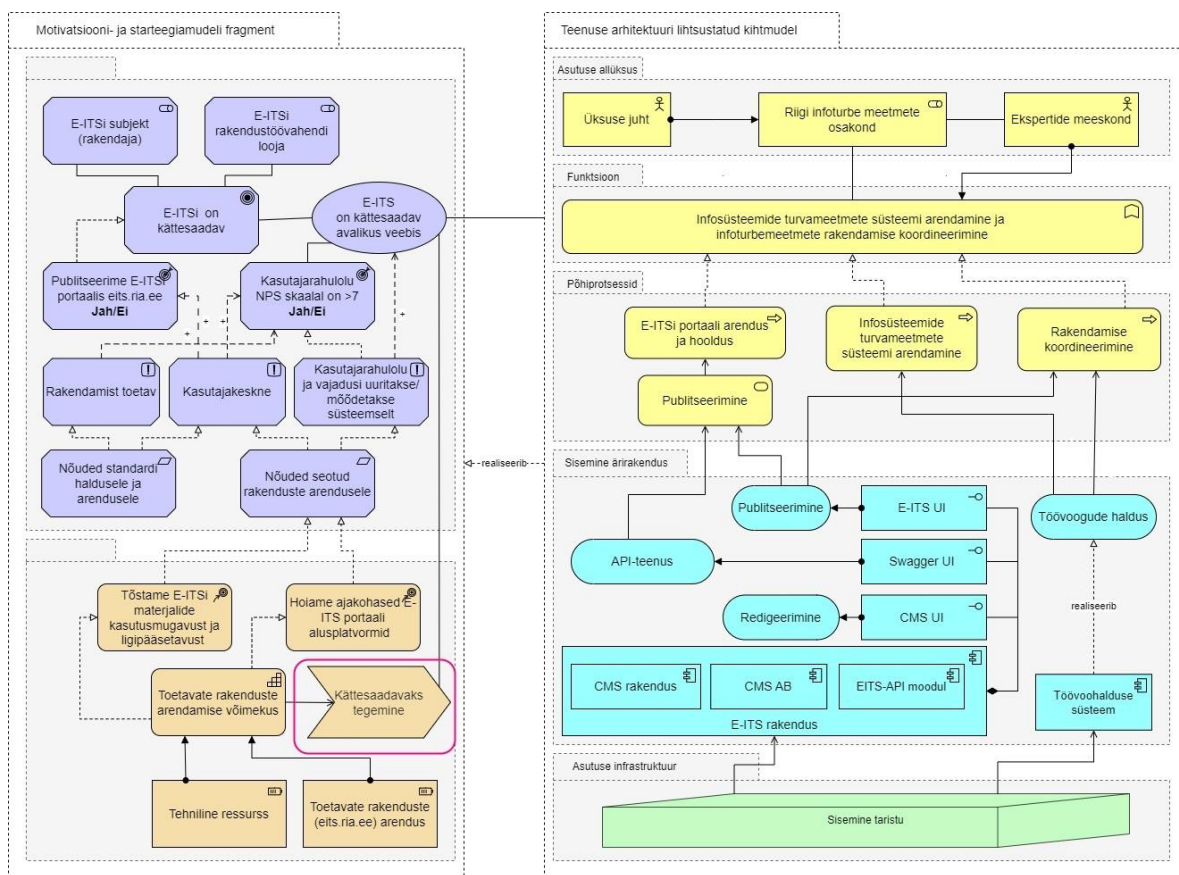 Motivatsiooni- ja starteegiamudeli fragment
E-ITSi subjekt
(rakendaja)
E-ITSi
rakendustöövahendi
looja
E-ITSi on
kättesaadav
E-ITS
on kättesaadav
avalikus veebis
Publitseerime E-ITSi
portaalis eits.ria.ee
Jah/Ei
Kasutajarahulolu
NPS skaalal on >7
Jah/Ei
+
+
+
Rakendamist toetav
Kasutajakeskne
Kasutajarahulolu
ja vajadusi uuritakse/
mõõdetakse
süsteemselt
Nõuded standardi
haldusele ja
arendusele
Nõuded seotud
rakenduste arendusele
Tõstame E-ITSi
materjalide
kasutusmugavust ja
ligipääsetavust
Hoiame ajakohased E-
ITS portaali
alusplatvormid
Toetavate rakenduste
arendamise võimekus
Kättesaadavaks
tegemine
Tehniline ressurss
Toetavate rakenduste
(eits.ria.ee) arendus
realiseerib
Teenuse arhitektuuri lihtsustatud kihtmudel
Asutuse allüksus
Üksuse juht
Riigi infoturbe meetmete
osakond
Ekspertide meeskond
Funktsioon
Infosüsteemide turvameetmete süsteemi arendamine ja
infoturbemeetmete rakendamise koordineerimine
Põhiprotsessid
E-ITSi portaali arendus
ja hooldus
Infosüsteemide
turvameetmete
süsteemi arendamine
Rakendamise
koordineerimine
Publitseerimine
Sisemine ärirakendus
Publitseerimine
E-ITS UI
Töövoogude haldus
API-teenus
Swagger UI
Redigeerimine
CMS UI
realiseerib
CMS rakendus
CMS AB
EITS-API moodul
E-ITS rakendus
Töövoohalduse
süsteem
Asutuse infrastruktuur
Sisemine taristu